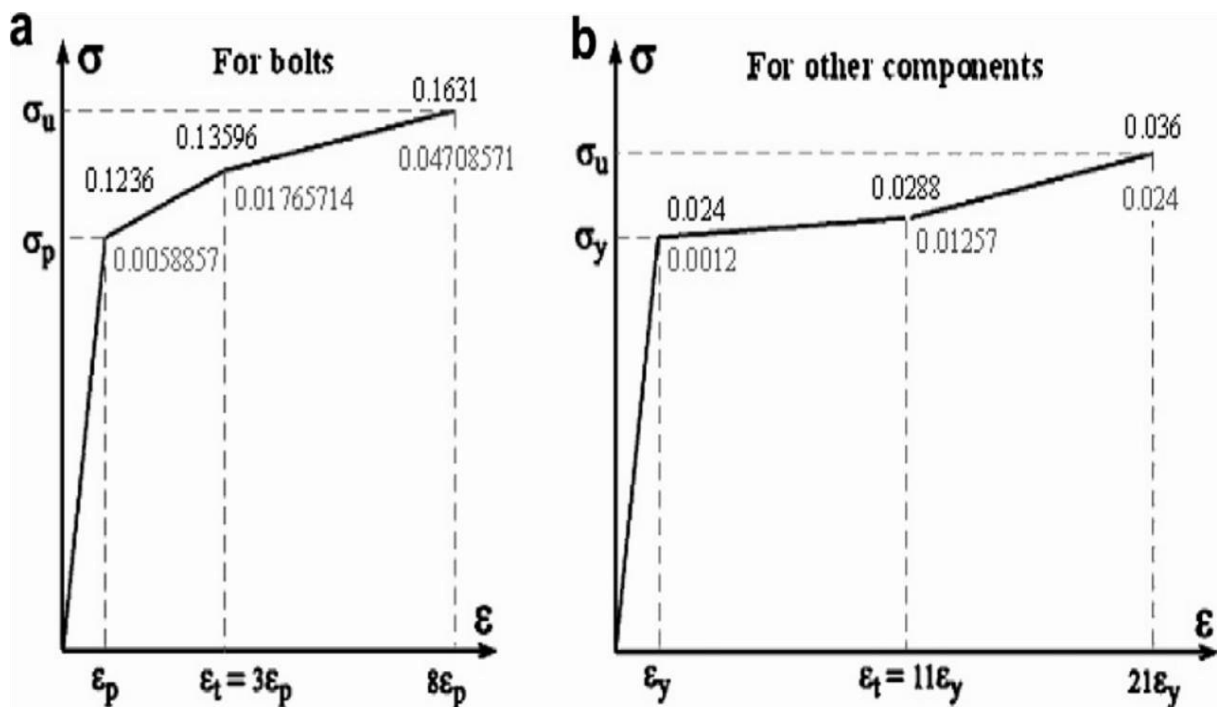 a
σ
For bolts
σu
0.1631
0.13596
0.1236
0.04708571
0.01765714
σp
0.0058857
ε
εp
εt = 3εp
8εp
b
σ
For other components
σu
0.036
0.0288
0.024
0.024
σy
0.01257
0.0012
ε
εy
εt = 11εy
21εy